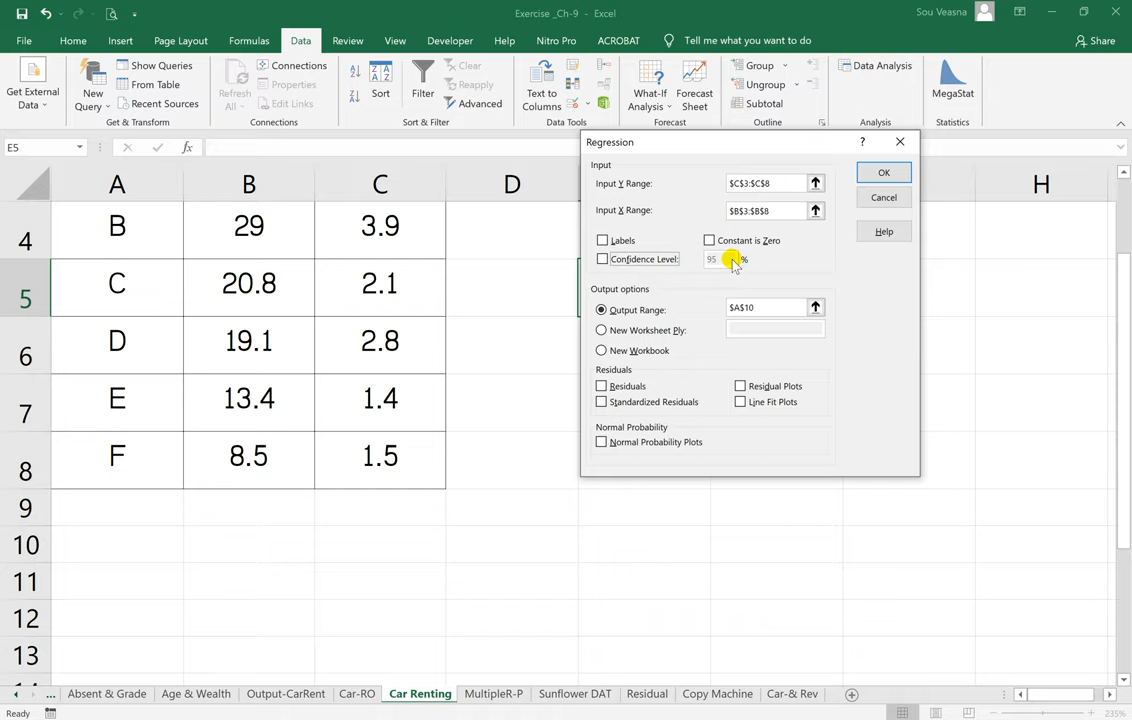 Exercise _Ch-9 - Excel
Sou Veasna
File Home Insert Page Layout Formulas Data Review View Developer Help Nitro Pro ACROBAT Tell me what you want to do Share
Get External Data
New Query
Show Queries
From Table
Recent Sources
Get & Transform
Refresh All
Connections
Properties
Edit Links
Connections
Sort
Filter
Clear
Reapply
Advanced
Sort & Filter
Text to Columns
Data Tools
What-If Analysis
Forecast Sheet
Forecast
Group
Ungroup
Subtotal
Outline
Data Analysis
Analysis
MegaStat
Statistics
E5
fx
A B C D H
4 B 29 3.9
5 C 20.8 2.1
6 D 19.1 2.8
7 E 13.4 1.4
8 F 8.5 1.5
9
10
11
12
13
Regression ?
Input
Input Y Range: $C$3:$C$8
Input X Range: $B$3:$B$8
Labels Constant is Zero
Confidence Level: 95 %
OK
Cancel
Help
Output options
Output Range: $A$10
New Worksheet Ply:
New Workbook
Residuals
Residuals Residual Plots
Standardized Residuals Line Fit Plots
Normal Probability
Normal Probability Plots
... Absent & Grade Age & Wealth Output-CarRent Car-RO Car Renting MultipleR-P Sunflower DAT Residual Copy Machine Car-& Rev
Ready 235%